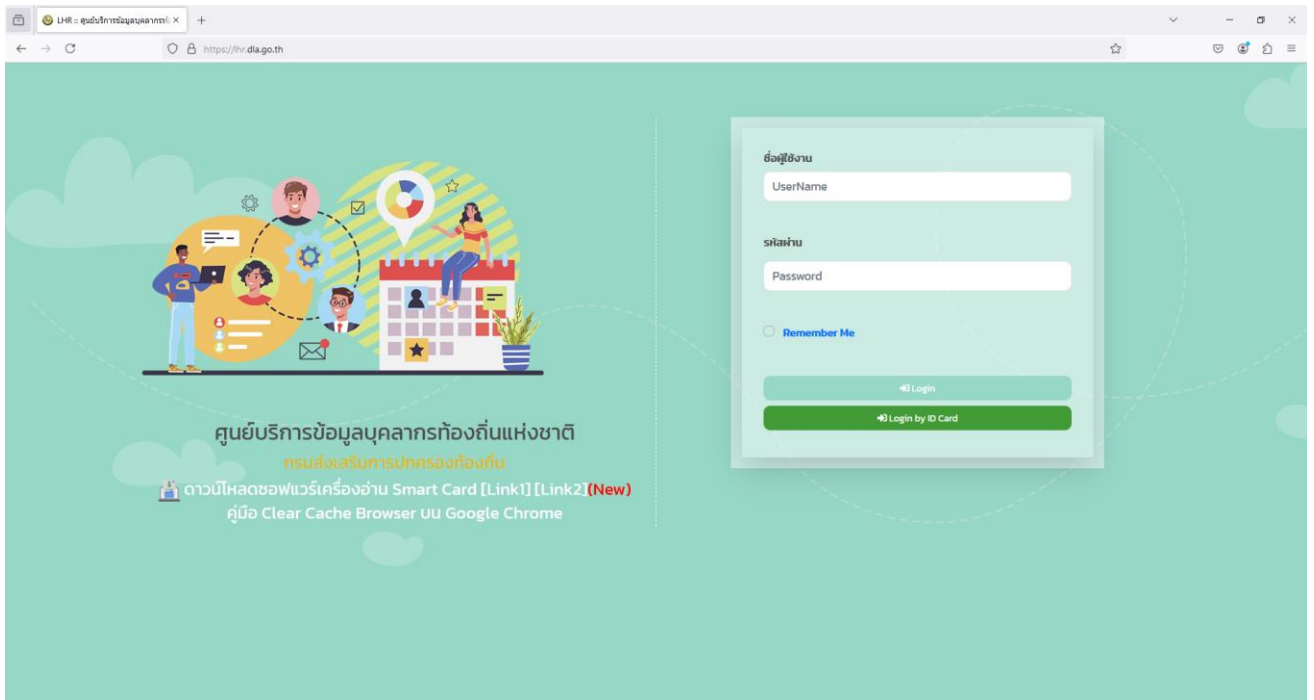 LHR :: ศูนย์บริการข้อมูลบุคลากรท้
https://lhr.dla.go.th
ศูนย์บริการข้อมูลบุคลากรท้องถิ่นแห่งชาติ
กรมส่งเสริมการปกครองท้องถิ่น
ดาวน์โหลดซอฟแวร์เครื่องอ่าน Smart Card [Link1] [Link2](New)
คู่มือ Clear Cache Browser บน Google Chrome
ชื่อผู้ใช้งาน
UserName
รหัสผ่าน
Password
Remember Me
Login
Login by ID Card